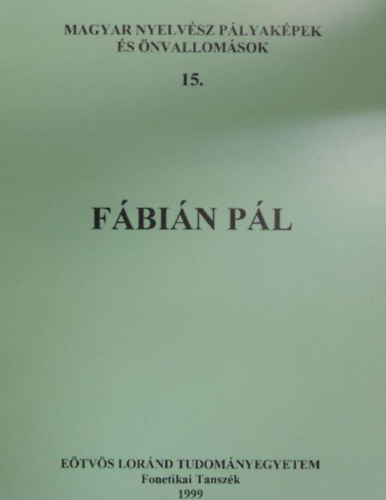 MAGYAR NYELVÉSZ PÁLYAKÉPEK
ÉS ÖNVALLOMÁSOK
15.
FÁBIÁN PÁL
EÖTVÖS LORÁND TUDOMÁNYEGYETEM
Fonetikai Tanszék
1999